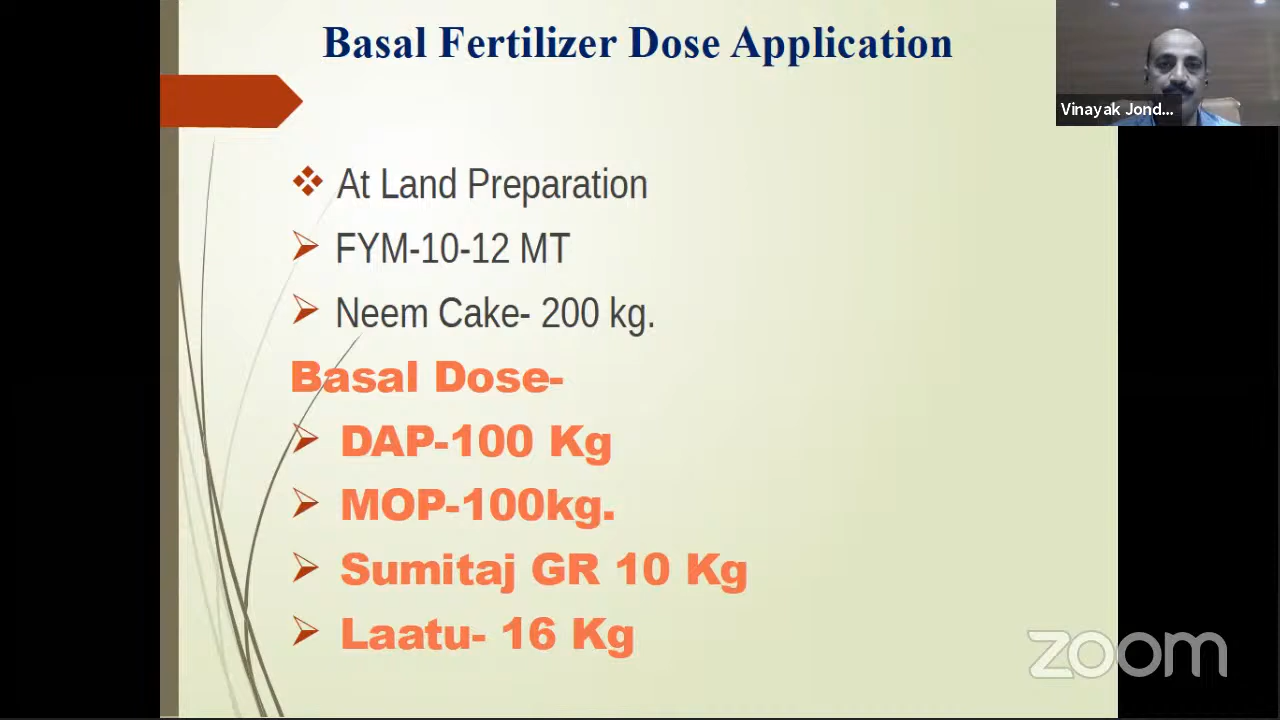 Basal Fertilizer Dose Application
Vinayak Jond...
At Land Preparation
FYM-10-12 MT
Neem Cake- 200 kg.
Basal Dose-
DAP-100 Kg
MOP-100kg.
Sumitaj GR 10 Kg
Laatu- 16 Kg
zoom